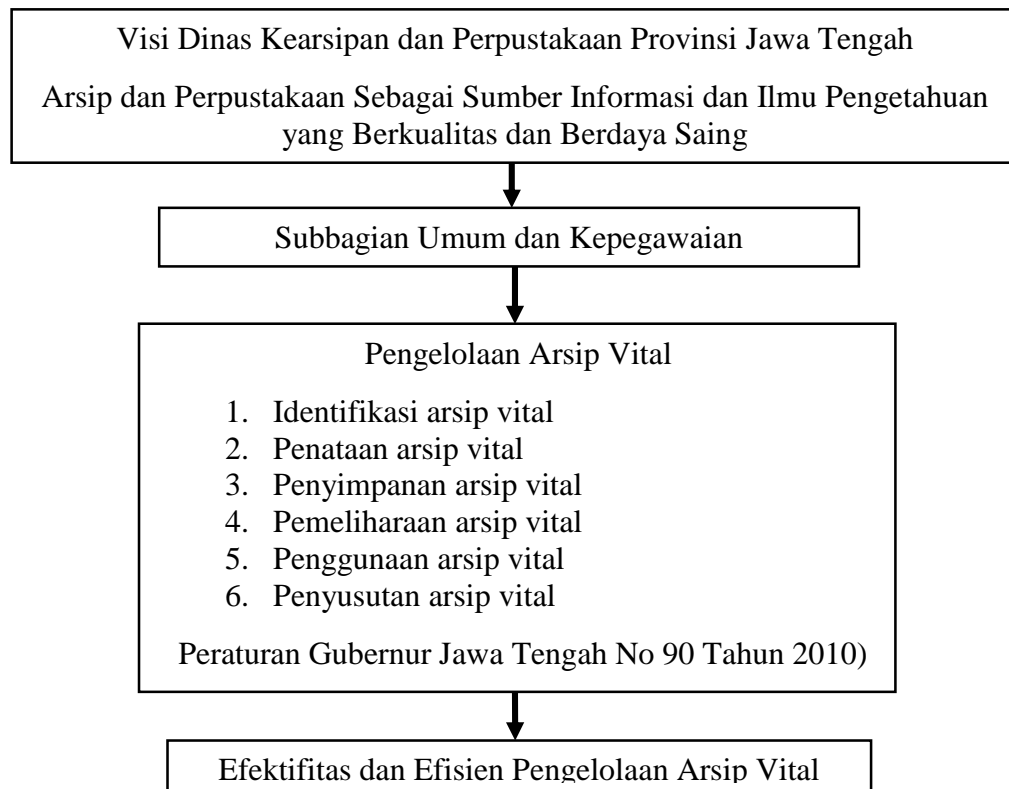 Visi Dinas Kearsipan dan Perpustakaan Provinsi Jawa Tengah
Arsip dan Perpustakaan Sebagai Sumber Informasi dan Ilmu Pengetahuan
yang Berkualitas dan Berdaya Saing
Subbagian Umum dan Kepegawaian
Pengelolaan Arsip Vital
1. Identifikasi arsip vital
2. Penataan arsip vital
3. Penyimpanan arsip vital
4. Pemeliharaan arsip vital
5. Penggunaan arsip vital
6. Penyusutan arsip vital
Peraturan Gubernur Jawa Tengah No 90 Tahun 2010)
Efektifitas dan Efisien Pengelolaan Arsip Vital